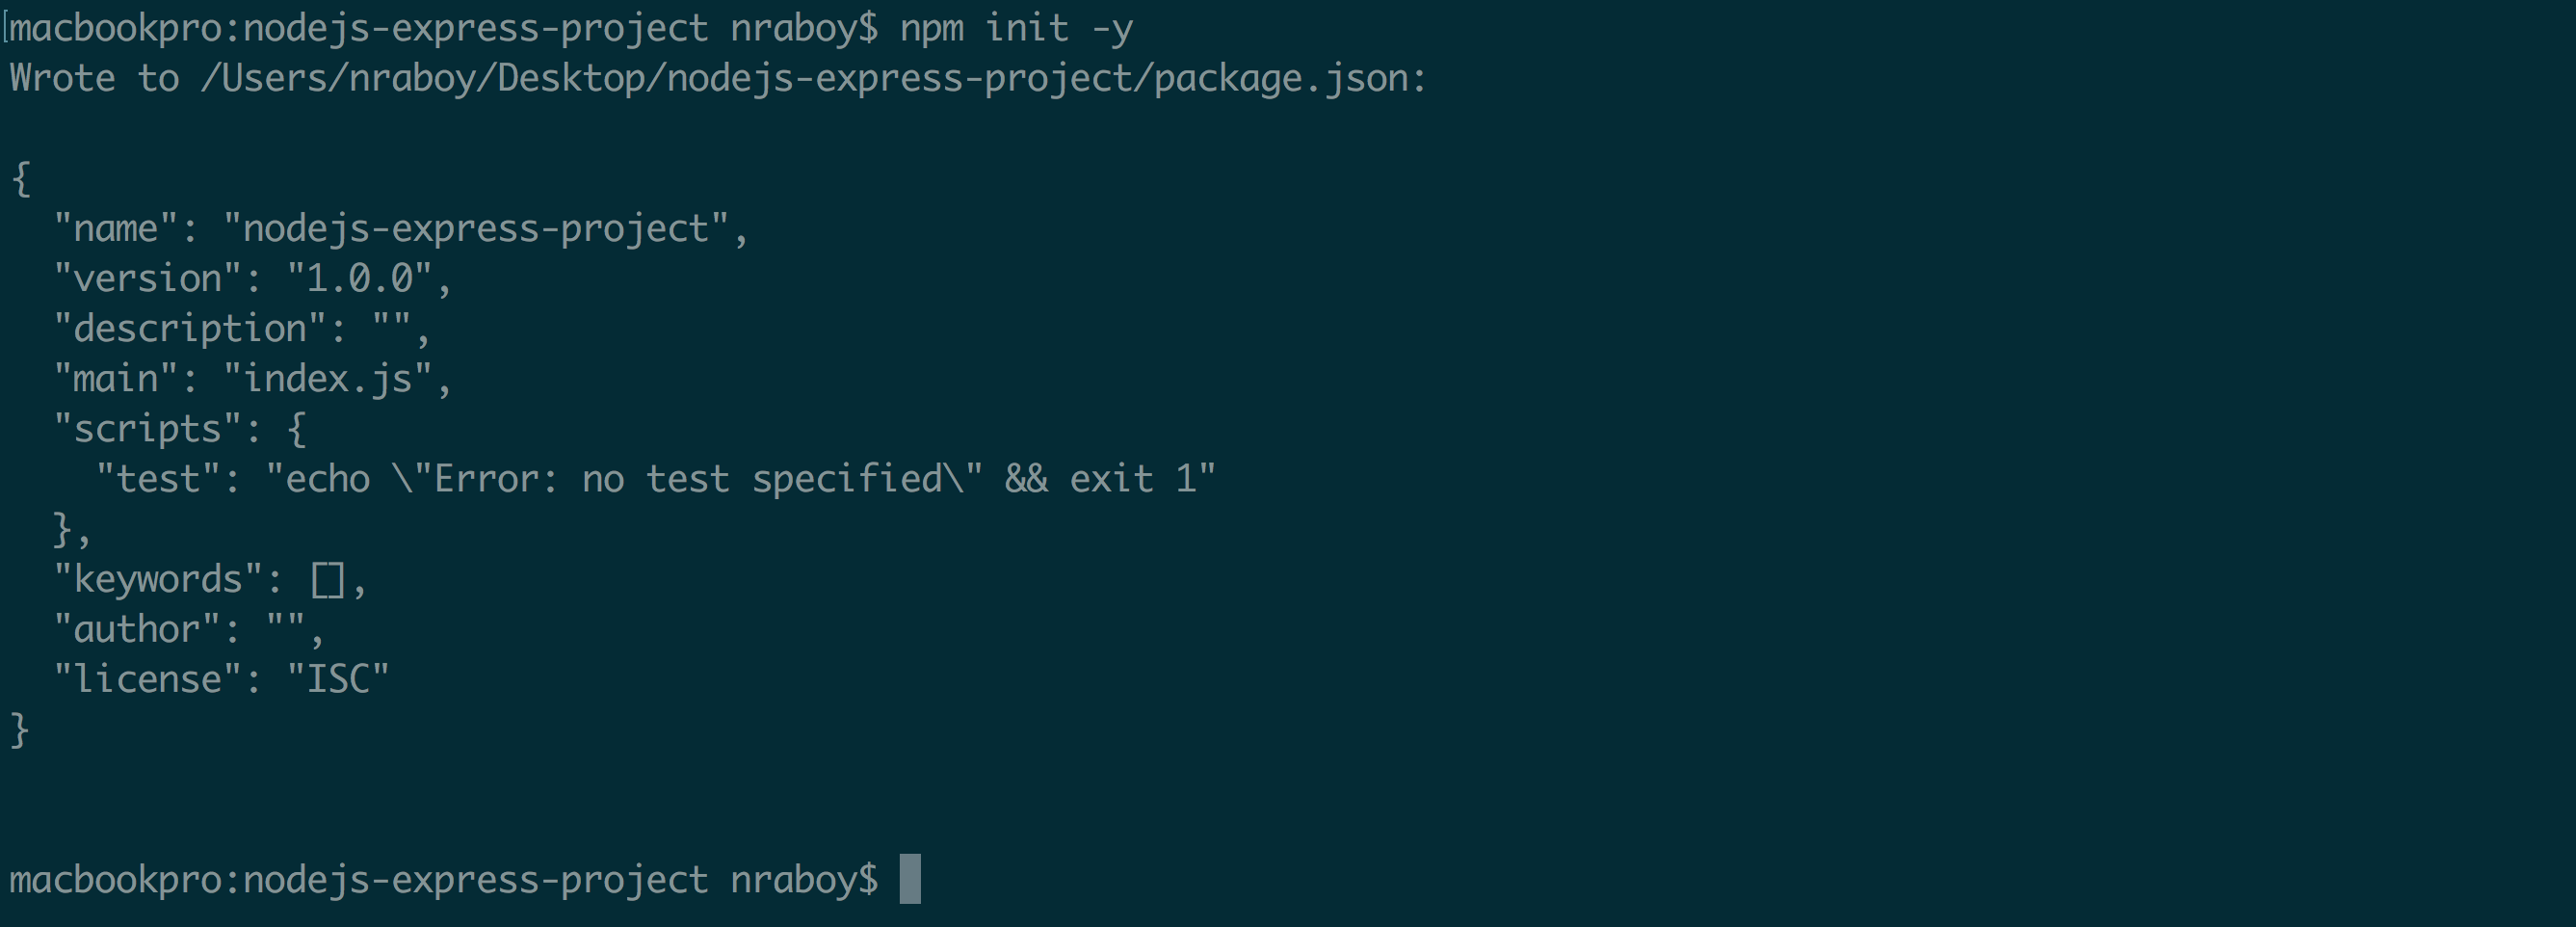 macbookpro:nodejs-express-project nraboy$ npm init -y
Wrote to /Users/nraboy/Desktop/nodejs-express-project/package.json:

{
  "name": "nodejs-express-project",
  "version": "1.0.0",
  "description": "",
  "main": "index.js",
  "scripts": {
    "test": "echo \"Error: no test specified\" && exit 1"
  },
  "keywords": [],
  "author": "",
  "license": "ISC"
}

macbookpro:nodejs-express-project nraboy$